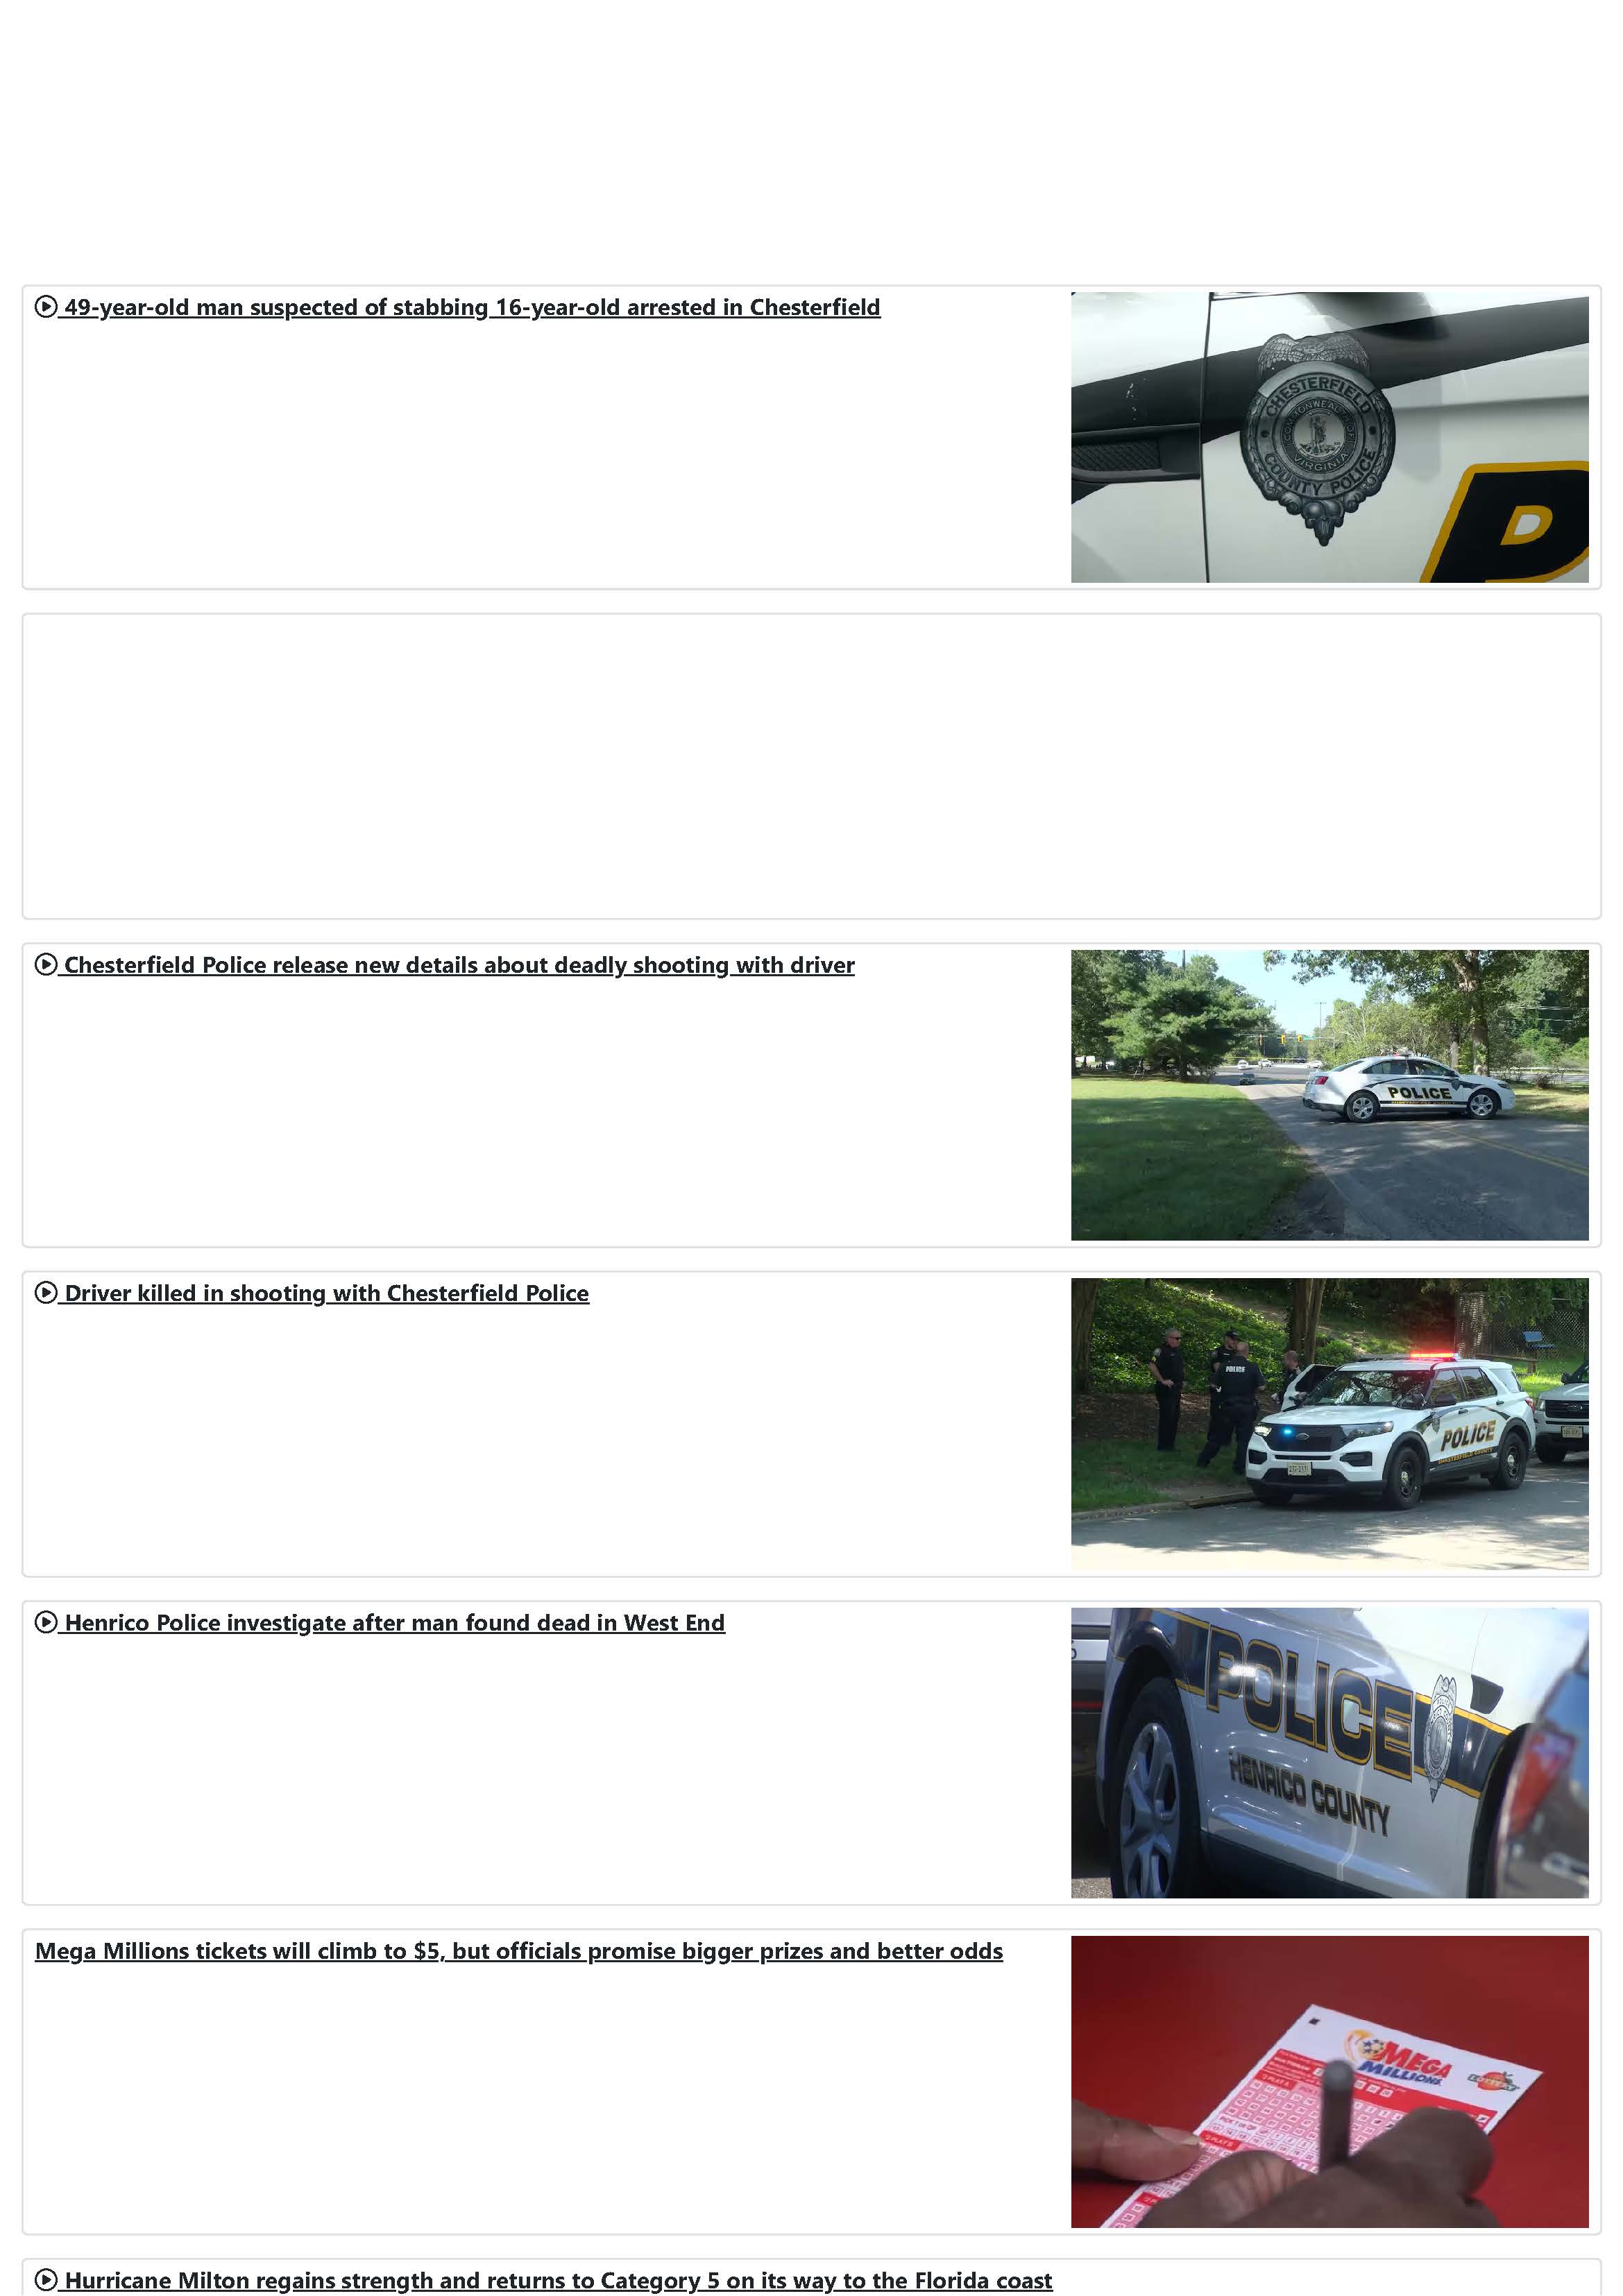 49-year-old man suspected of stabbing 16-year-old arrested in Chesterfield
CHESTERFIELD
COMMONWEALTH OF
VIRGINIA
COUNTY POLICE
P
Chesterfield Police release new details about deadly shooting with driver
POLICE
Driver killed in shooting with Chesterfield Police
POLICE
POLICE
Henrico Police investigate after man found dead in West End
POLICE
HENRICO COUNTY
Mega Millions tickets will climb to $5, but officials promise bigger prizes and better odds
MEGA
MILLIONS
LOTTERY
Hurricane Milton regains strength and returns to Category 5 on its way to the Florida coast